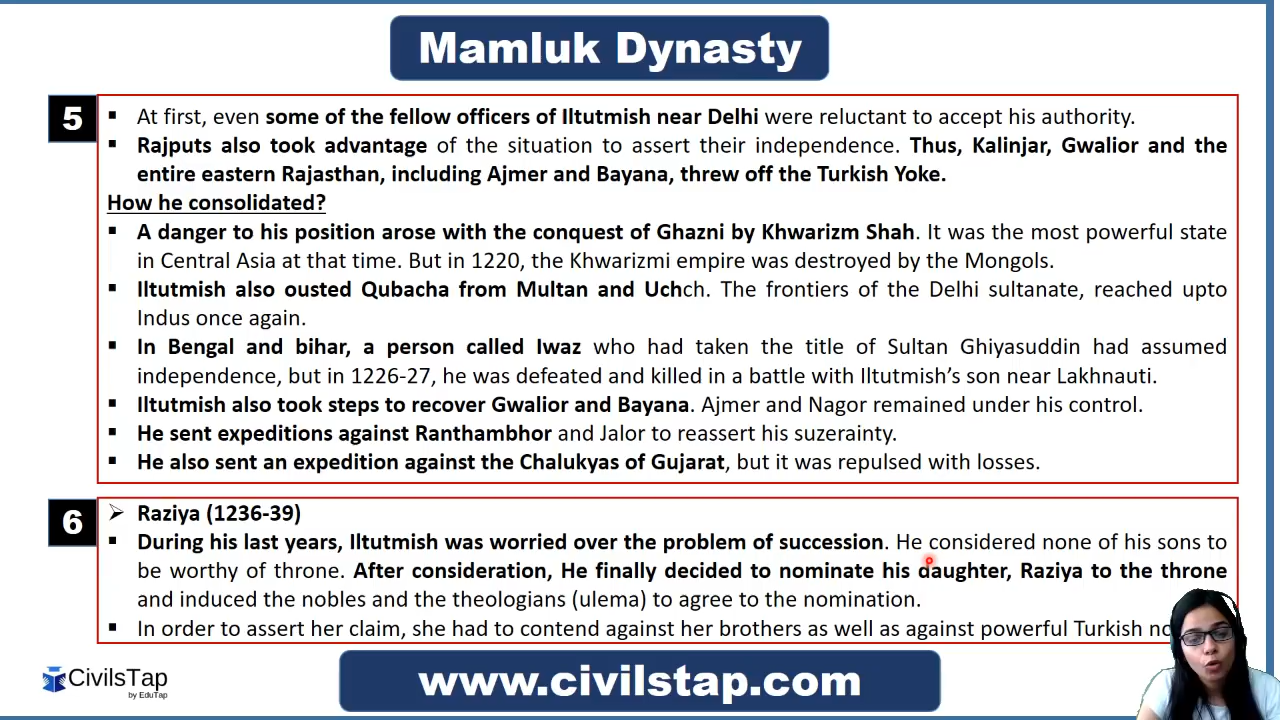 Mamluk Dynasty
5
▪ At first, even some of the fellow officers of Iltutmish near Delhi were reluctant to accept his authority.
▪ Rajputs also took advantage of the situation to assert their independence. Thus, Kalinjar, Gwalior and the
entire eastern Rajasthan, including Ajmer and Bayana, threw off the Turkish Yoke.
How he consolidated?
▪ A danger to his position arose with the conquest of Ghazni by Khwarizm Shah. It was the most powerful state
in Central Asia at that time. But in 1220, the Khwarizmi empire was destroyed by the Mongols.
▪ Iltutmish also ousted Qubacha from Multan and Uchch. The frontiers of the Delhi sultanate, reached upto
Indus once again.
▪ In Bengal and bihar, a person called Iwaz who had taken the title of Sultan Ghiyasuddin had assumed
independence, but in 1226-27, he was defeated and killed in a battle with Iltutmish's son near Lakhnauti.
▪ Iltutmish also took steps to recover Gwalior and Bayana. Ajmer and Nagor remained under his control.
▪ He sent expeditions against Ranthambhor and Jalor to reassert his suzerainty.
▪ He also sent an expedition against the Chalukyas of Gujarat, but it was repulsed with losses.
6
➢ Raziya (1236-39)
▪ During his last years, Iltutmish was worried over the problem of succession. He considered none of his sons to
be worthy of throne. After consideration, He finally decided to nominate his daughter, Raziya to the throne
and induced the nobles and the theologians (ulema) to agree to the nomination.
▪ In order to assert her claim, she had to contend against her brothers as well as against powerful Turkish
CivilsTap
by EduTap
www.civilstap.com